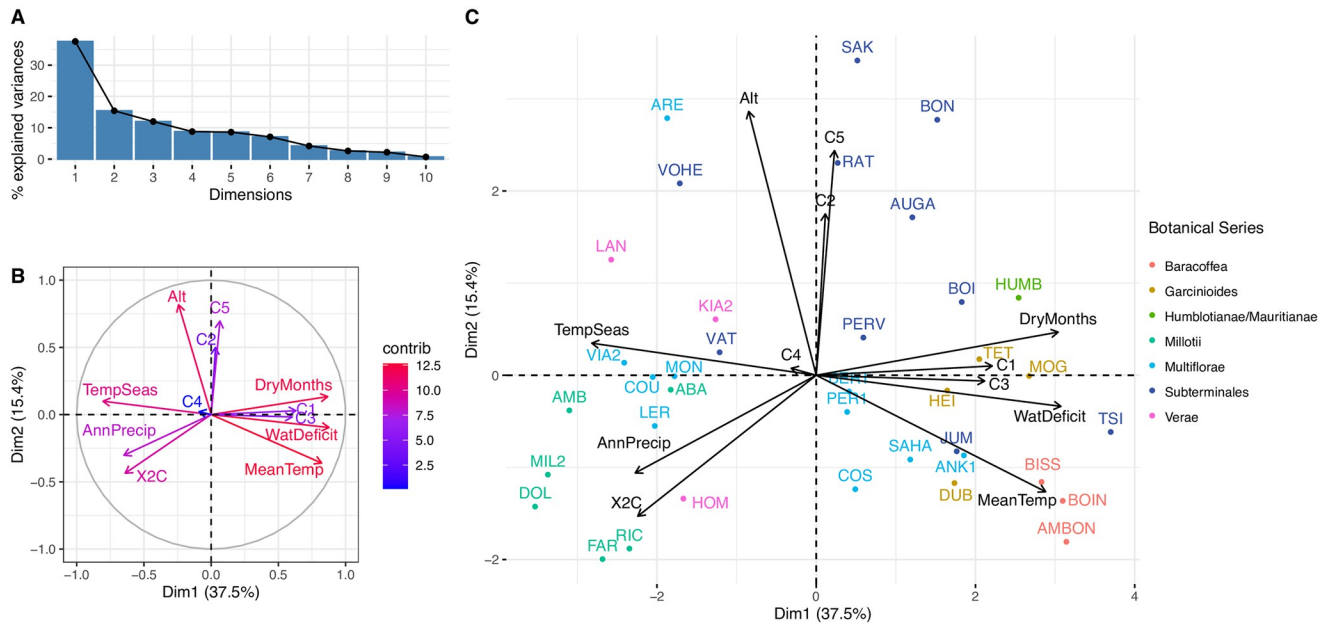 A
% explained variances
30
20
10
0
1 2 3 4 5 6 7 8 9 10
Dimensions
B
Dim2 (15.4%)
1.0
0.5
0.0
−0.5
−1.0
Alt
C5
C2
TempSeas
DryMonths
C4
C1
C3
AnnPrecip
WatDeficit
MeanTemp
X2C
−1.0 −0.5 0.0 0.5 1.0
Dim1 (37.5%)
contrib
12.5
10.0
7.5
5.0
2.5
C
Dim2 (15.4%)
2
0
−2
SAK
ARE
Alt
BON
C5
RAT
VOHE
C2
AUGA
LAN
BOI
HUMB
KIA2
DryMonths
TempSeas
PERV
VAT
VIA2
C4
TET
MON
C1
MOG
COU
ABA
C3
AMB
PER1
HEI
LER
WatDeficit
TSI
AnnPrecip
JUM
SAHA
ANK1
MIL2
BISS
COS
DOL
DUB
MeanTemp
BOIN
X2C
HOM
AMBON
RIC
FAR
−2 0 2 4
Dim1 (37.5%)
Botanical Series
Baracoffea
Garcinioides
Humblotianae/Mauritianae
Millotii
Multiflorae
Subterminales
Verae